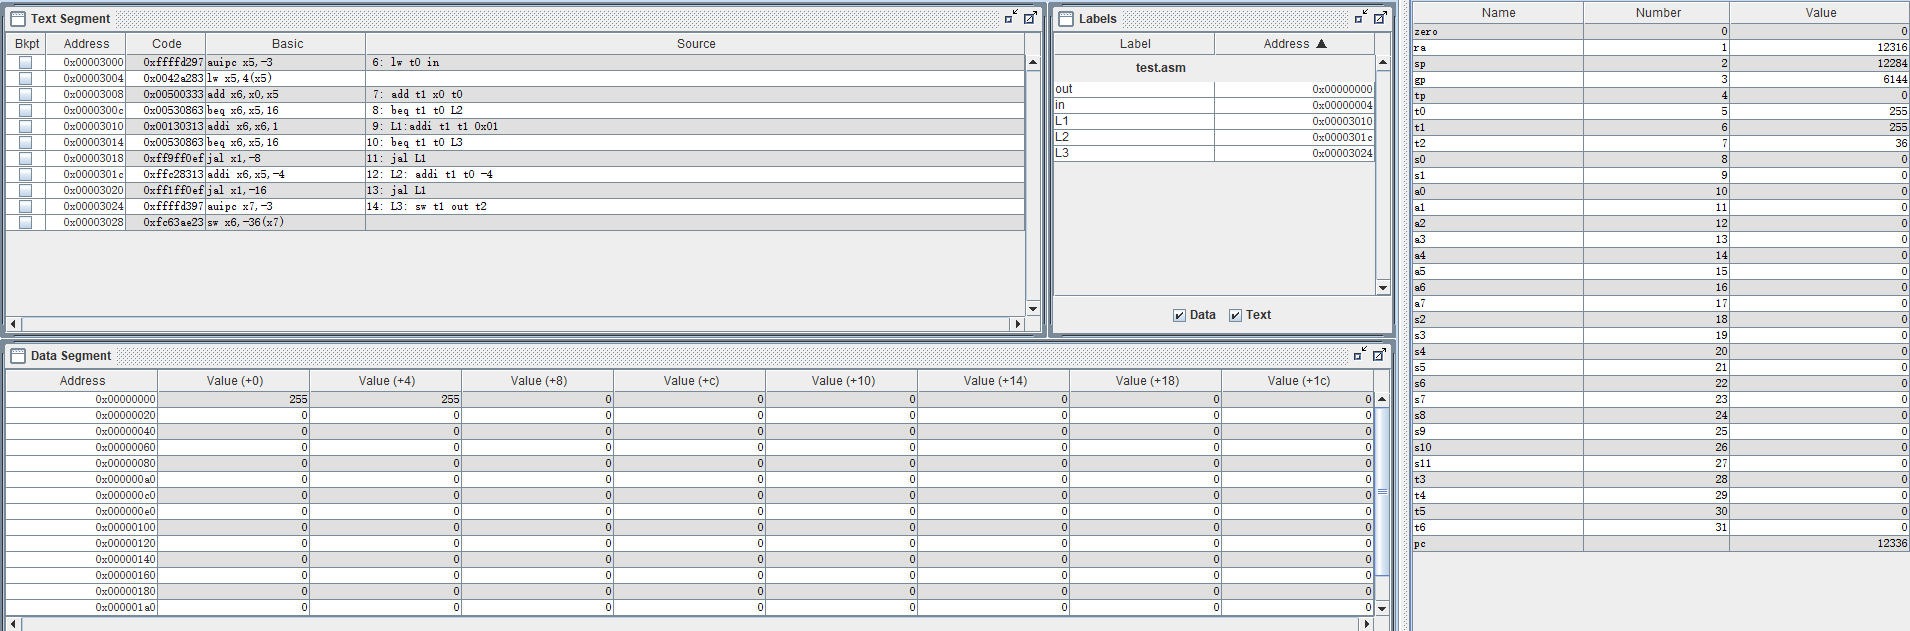 Text Segment
Bkpt Address Code Basic Source
0x00003000 0xffffd297 auipc x5,-3 6: lw t0 in
0x00003004 0x0042a283 lw x5,4(x5)
0x00003008 0x00500333 add x6,x0,x5 7: add t1 x0 t0
0x0000300c 0x00530863 beq x6,x5,16 8: beq t1 t0 L2
0x00003010 0x00130313 addi x6,x6,1 9: L1:addi t1 t1 0x01
0x00003014 0x00530863 beq x6,x5,16 10: beq t1 t0 L3
0x00003018 0xff9ff0ef jal x1,-8 11: jal L1
0x0000301c 0xffc28313 addi x6,x5,-4 12: L2: addi t1 t0 -4
0x00003020 0xff1ff0ef jal x1,-16 13: jal L1
0x00003024 0xffffd397 auipc x7,-3 14: L3: sw t1 out t2
0x00003028 0xfc63ae23 sw x6,-36(x7)
Labels
Label Address ▲
test.asm
out 0x00000000
in 0x00000004
L1 0x00003010
L2 0x0000301c
L3 0x00003024
Data Text
Data Segment
Address Value (+0) Value (+4) Value (+8) Value (+c) Value (+10) Value (+14) Value (+18) Value (+1c)
0x00000000 255 255 0 0 0 0 0 0
0x00000020 0 0 0 0 0 0 0 0
0x00000040 0 0 0 0 0 0 0 0
0x00000060 0 0 0 0 0 0 0 0
0x00000080 0 0 0 0 0 0 0 0
0x000000a0 0 0 0 0 0 0 0 0
0x000000c0 0 0 0 0 0 0 0 0
0x000000e0 0 0 0 0 0 0 0 0
0x00000100 0 0 0 0 0 0 0 0
0x00000120 0 0 0 0 0 0 0 0
0x00000140 0 0 0 0 0 0 0 0
0x00000160 0 0 0 0 0 0 0 0
0x00000180 0 0 0 0 0 0 0 0
0x000001a0 0 0 0 0 0 0 0 0
Name Number Value
zero 0 0
ra 1 12316
sp 2 12284
gp 3 6144
tp 4 0
t0 5 255
t1 6 255
t2 7 36
s0 8 0
s1 9 0
a0 10 0
a1 11 0
a2 12 0
a3 13 0
a4 14 0
a5 15 0
a6 16 0
a7 17 0
s2 18 0
s3 19 0
s4 20 0
s5 21 0
s6 22 0
s7 23 0
s8 24 0
s9 25 0
s10 26 0
s11 27 0
t3 28 0
t4 29 0
t5 30 0
t6 31 0
pc 12336